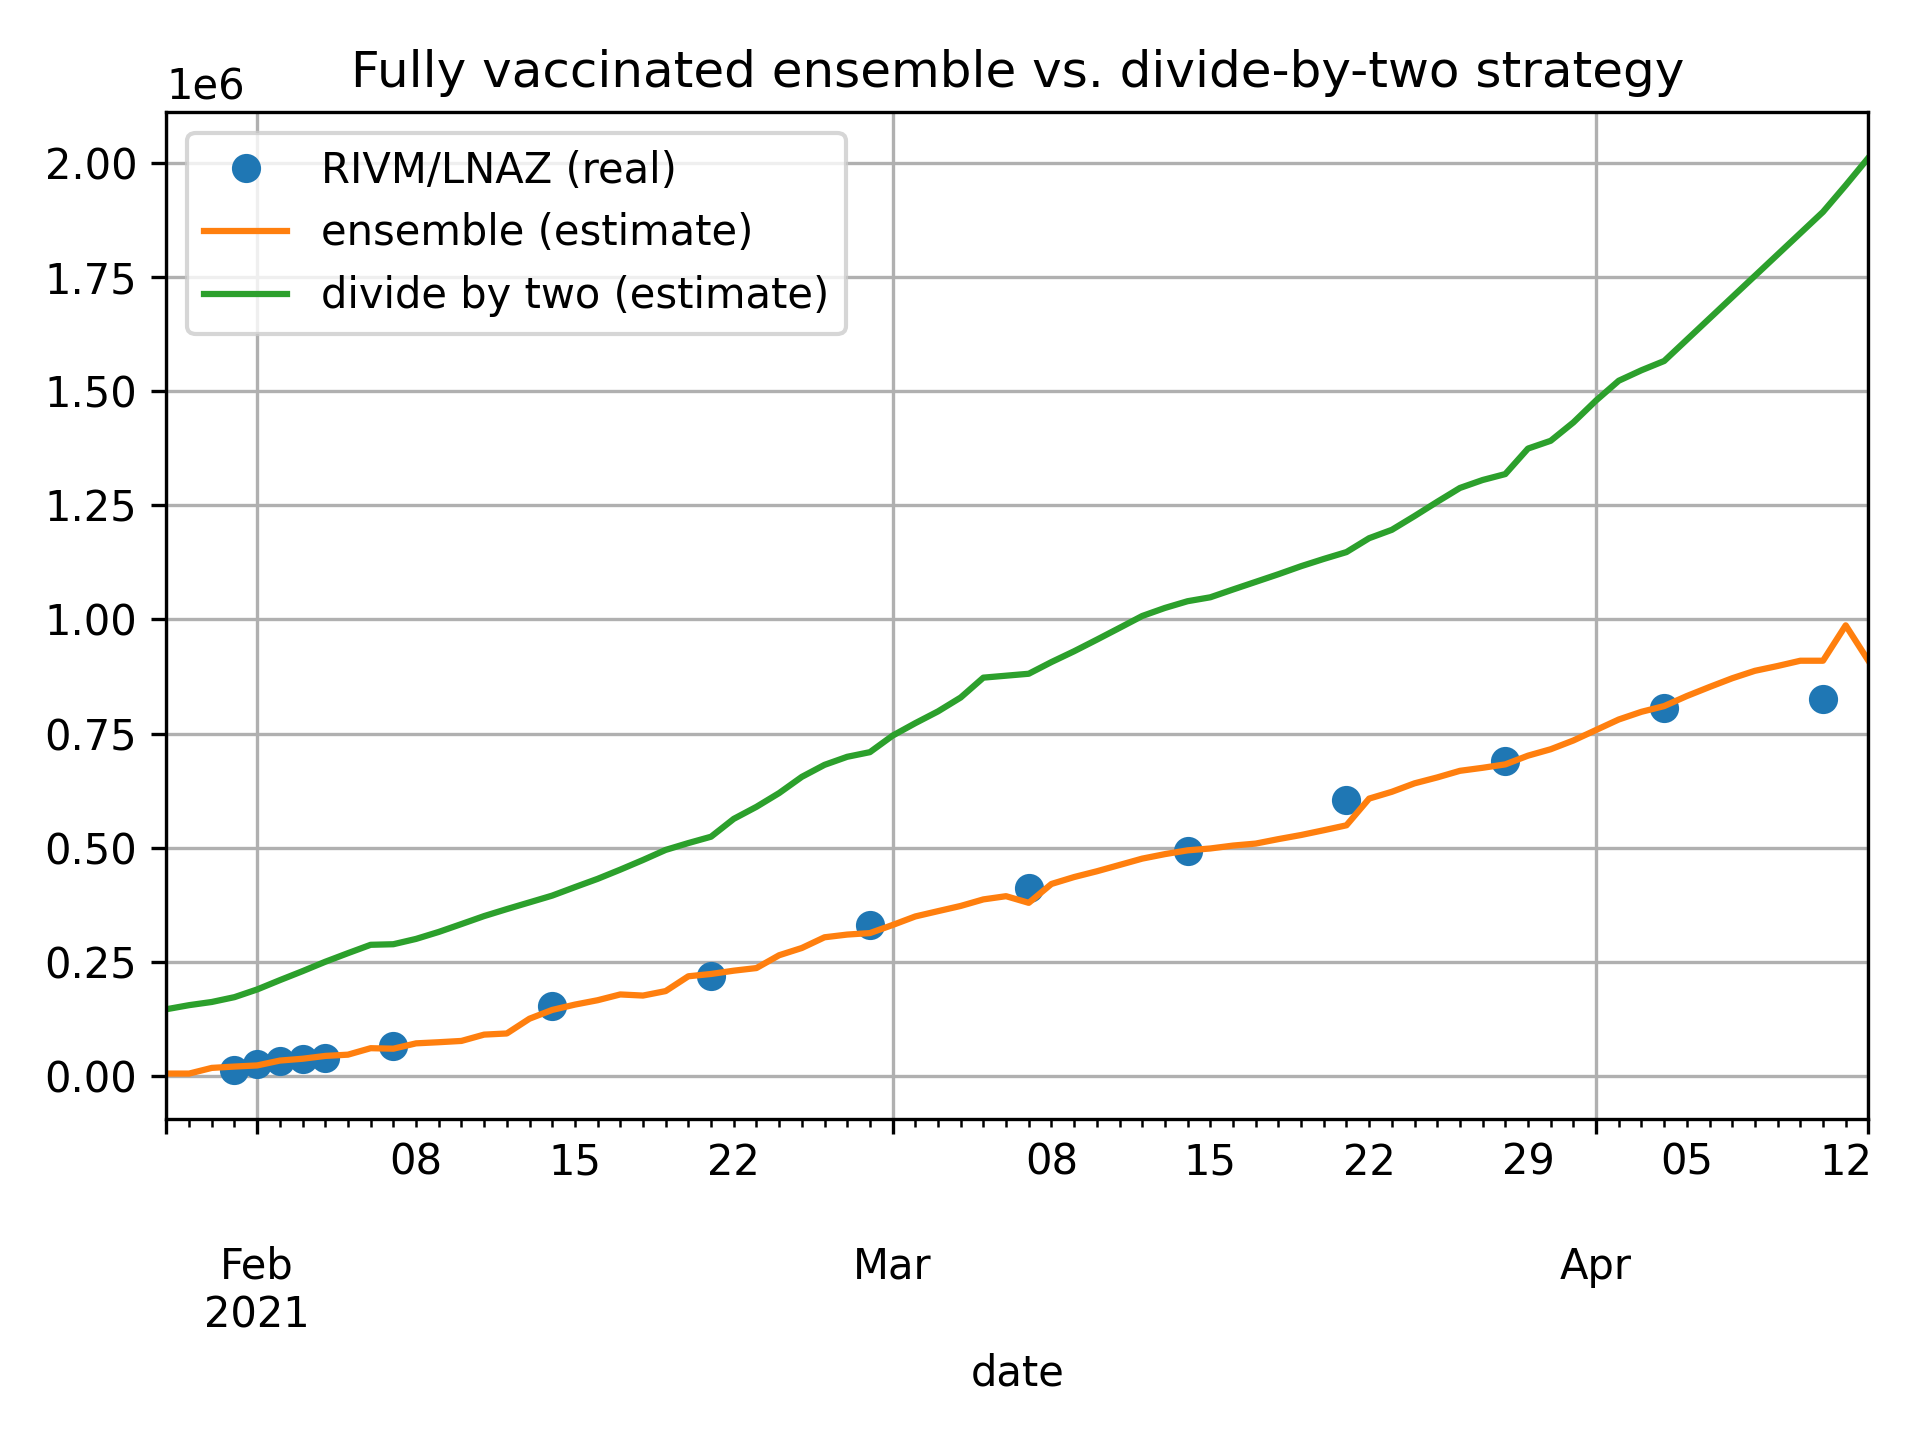 Fully vaccinated ensemble vs. divide-by-two strategy
1e6
RIVM/LNAZ (real)
ensemble (estimate)
divide by two (estimate)
2.00
1.75
1.50
1.25
1.00
0.75
0.50
0.25
0.00
08 15 22 08 15 22 29 05 12
Feb Mar Apr
2021
date